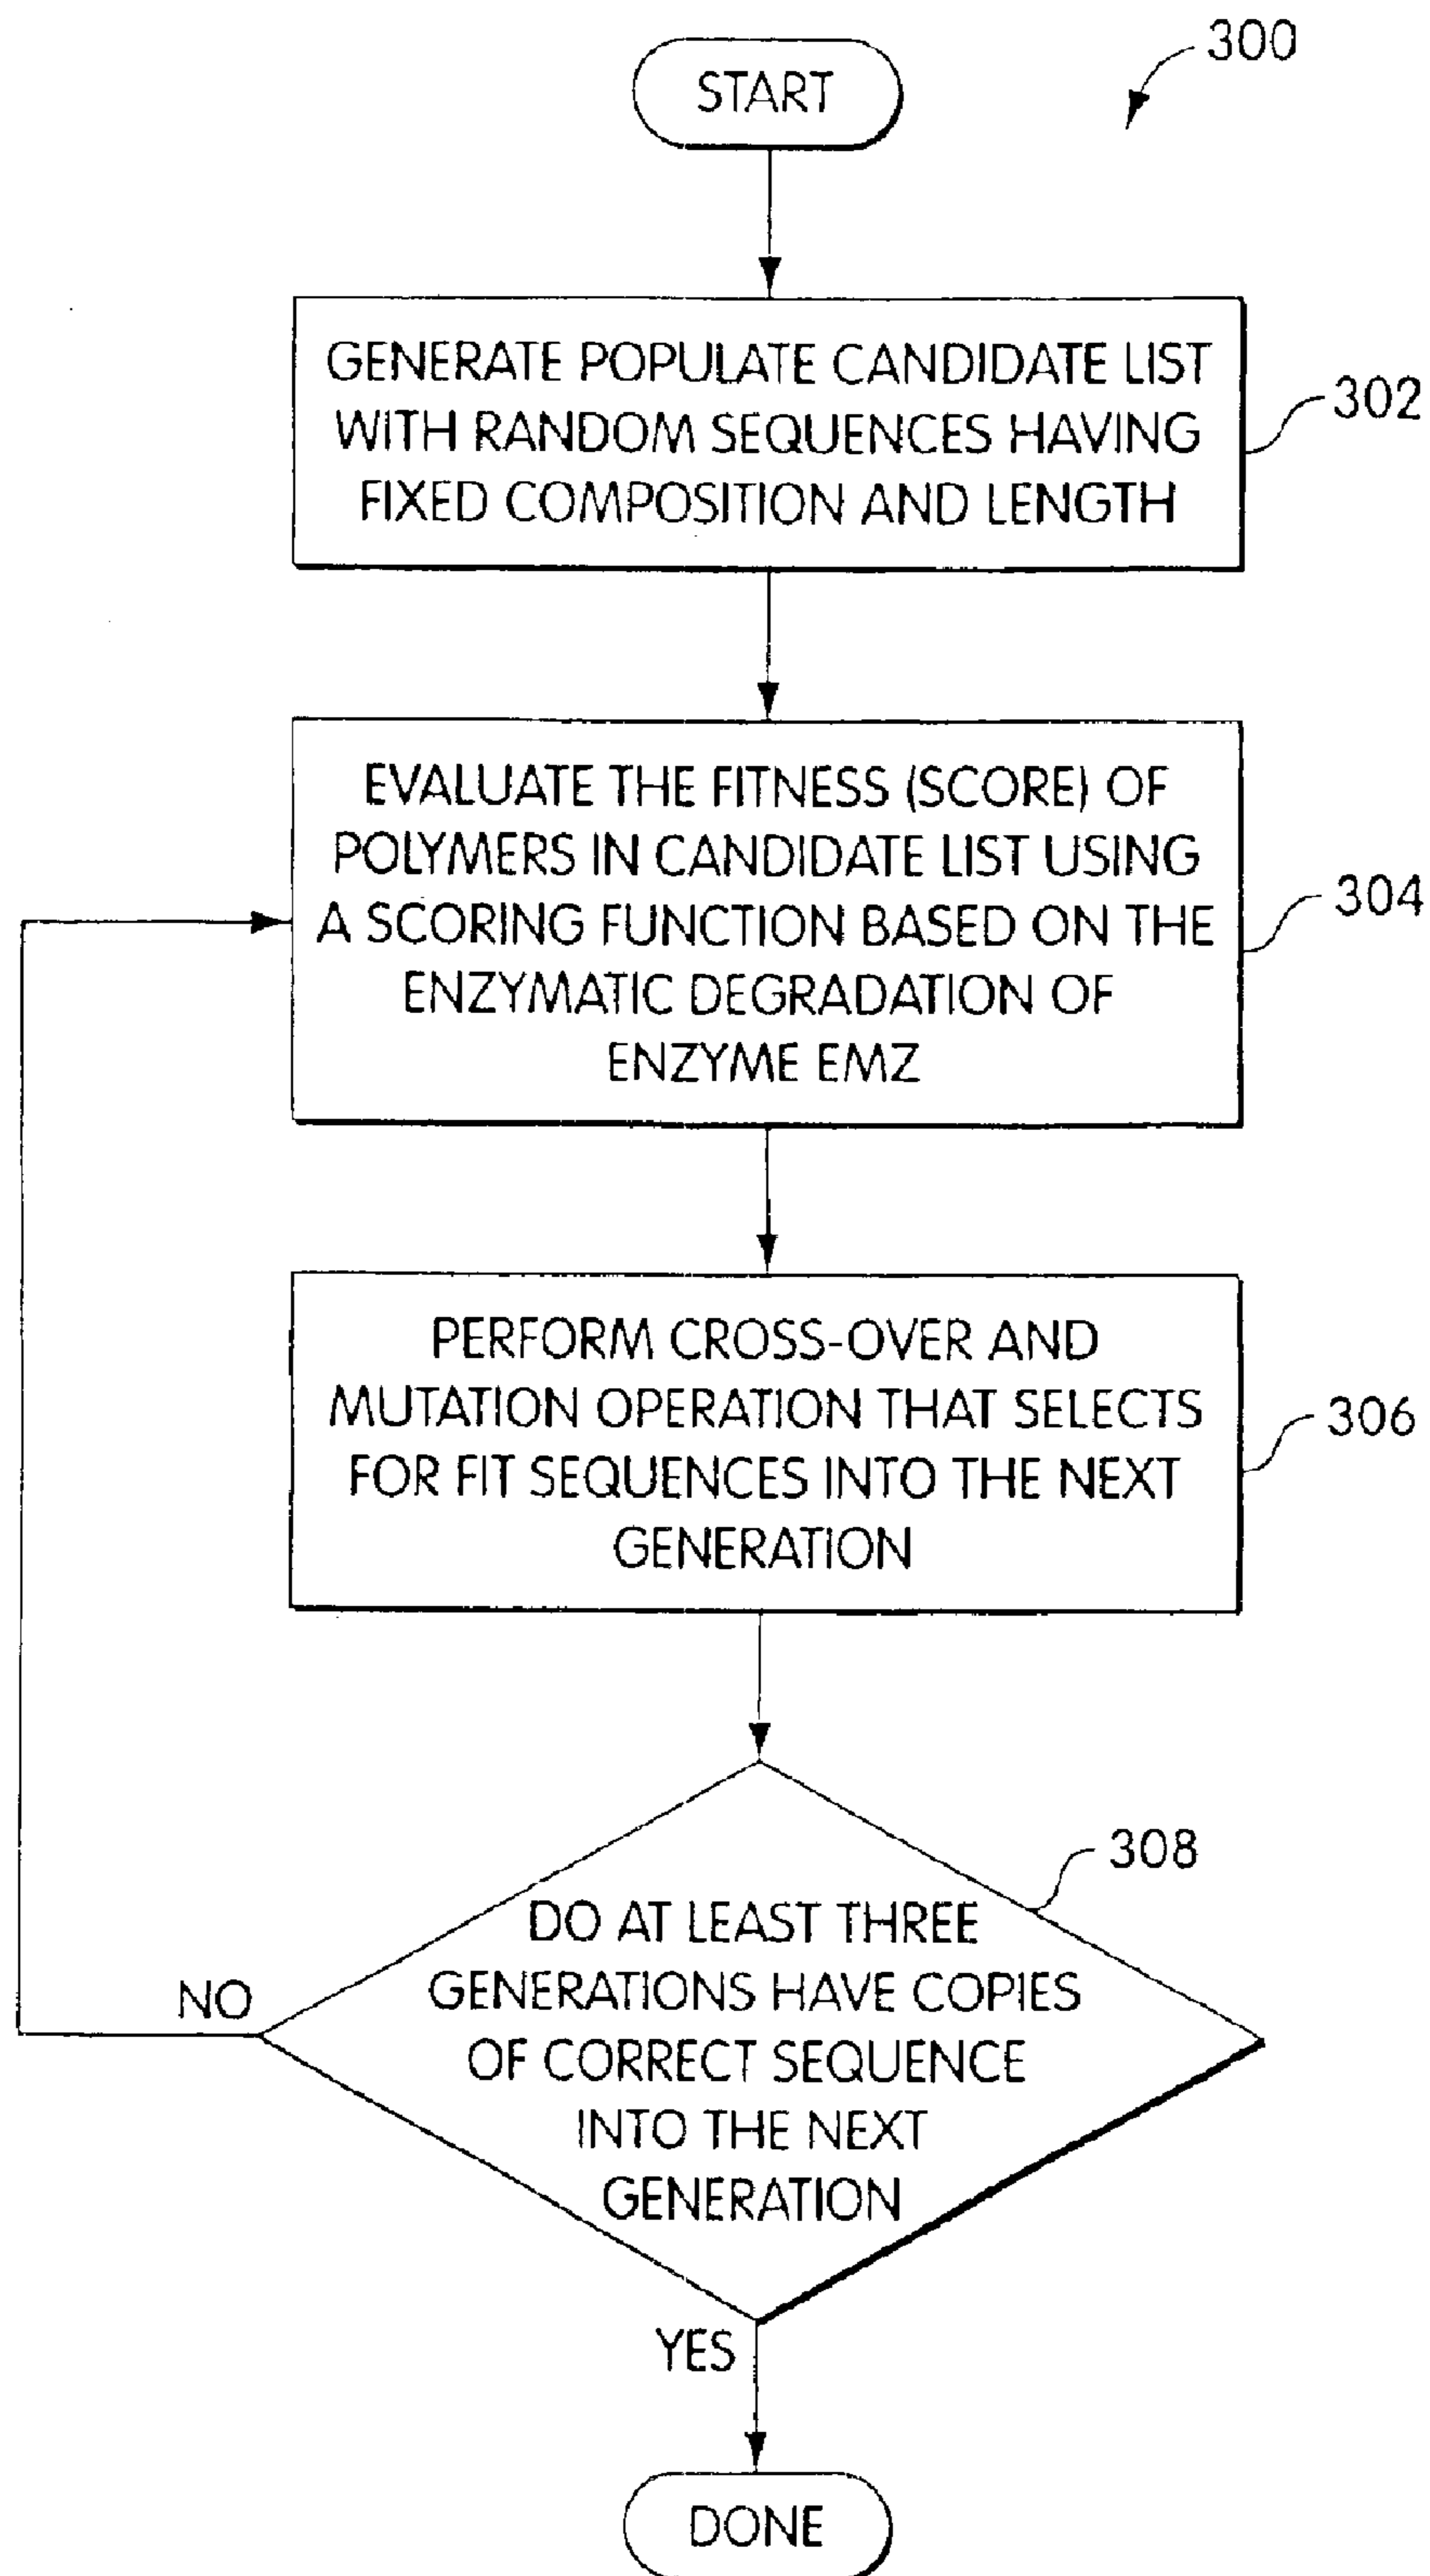 300
START
GENERATE POPULATE CANDIDATE LIST
WITH RANDOM SEQUENCES HAVING
FIXED COMPOSITION AND LENGTH
302
EVALUATE THE FITNESS (SCORE) OF
POLYMERS IN CANDIDATE LIST USING
A SCORING FUNCTION BASED ON THE
ENZYMATIC DEGRADATION OF
ENZYME EMZ
304
PERFORM CROSS-OVER AND
MUTATION OPERATION THAT SELECTS
FOR FIT SEQUENCES INTO THE NEXT
GENERATION
306
308
DO AT LEAST THREE
GENERATIONS HAVE COPIES
OF CORRECT SEQUENCE
INTO THE NEXT
GENERATION
NO
YES
DONE